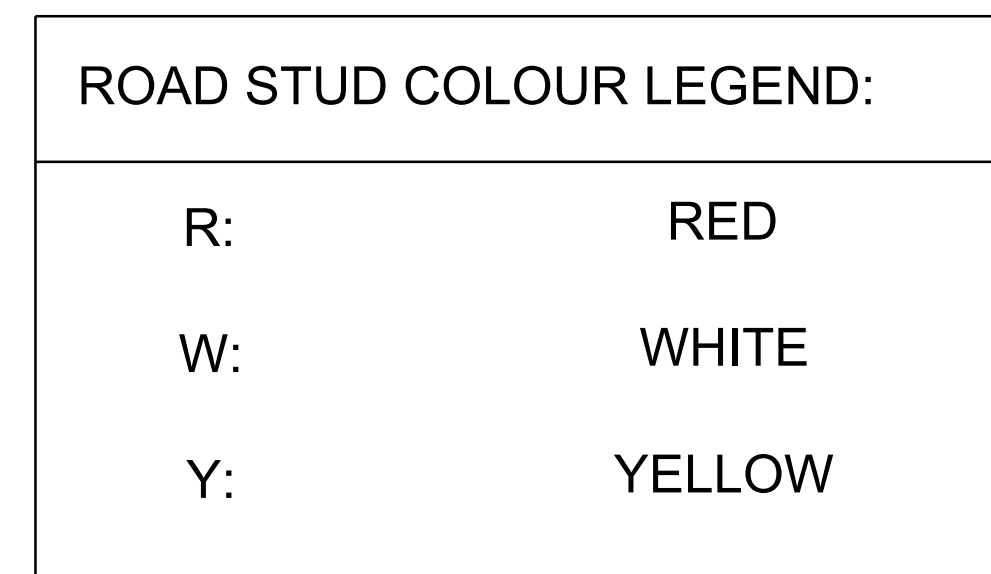 ROAD STUD COLOUR LEGEND:
R: RED
W: WHITE
Y: YELLOW